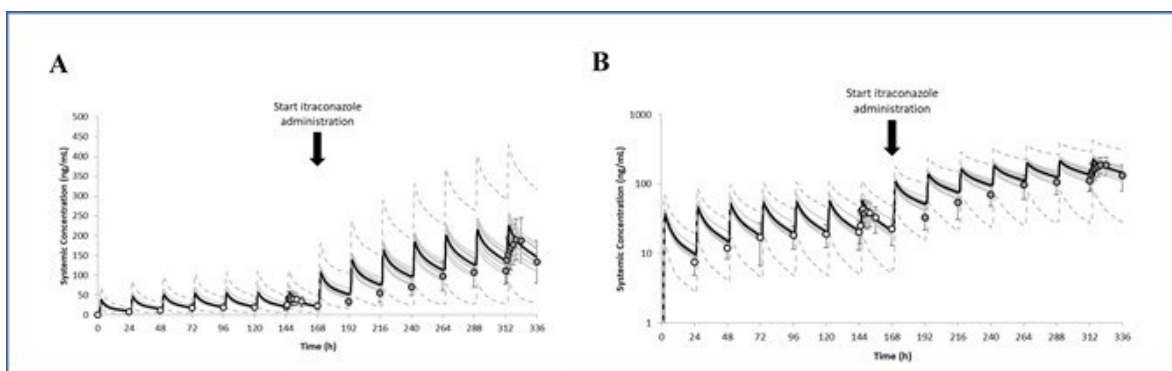 A
Start itraconazole
administration
Systemic Concentration (ng/mL)
500
450
400
350
300
250
200
150
100
50
0
0 24 48 72 96 120 144 168 192 216 240 264 288 312 336
Time (h)
B
Start itraconazole
administration
Systemic Concentration (ng/mL)
1000
100
10
1
0 24 48 72 96 120 144 168 192 216 240 264 288 312 336
Time (h)